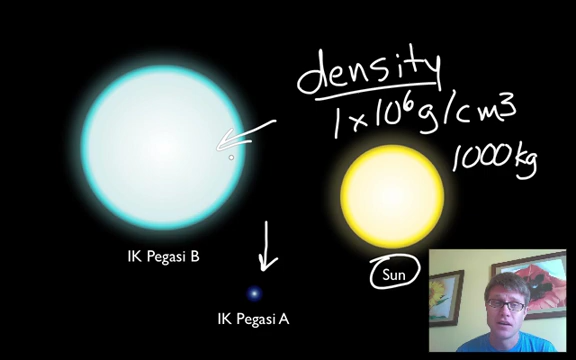 density
1x10⁶g/cm3
1000kg
IK Pegasi B
Sun
IK Pegasi A